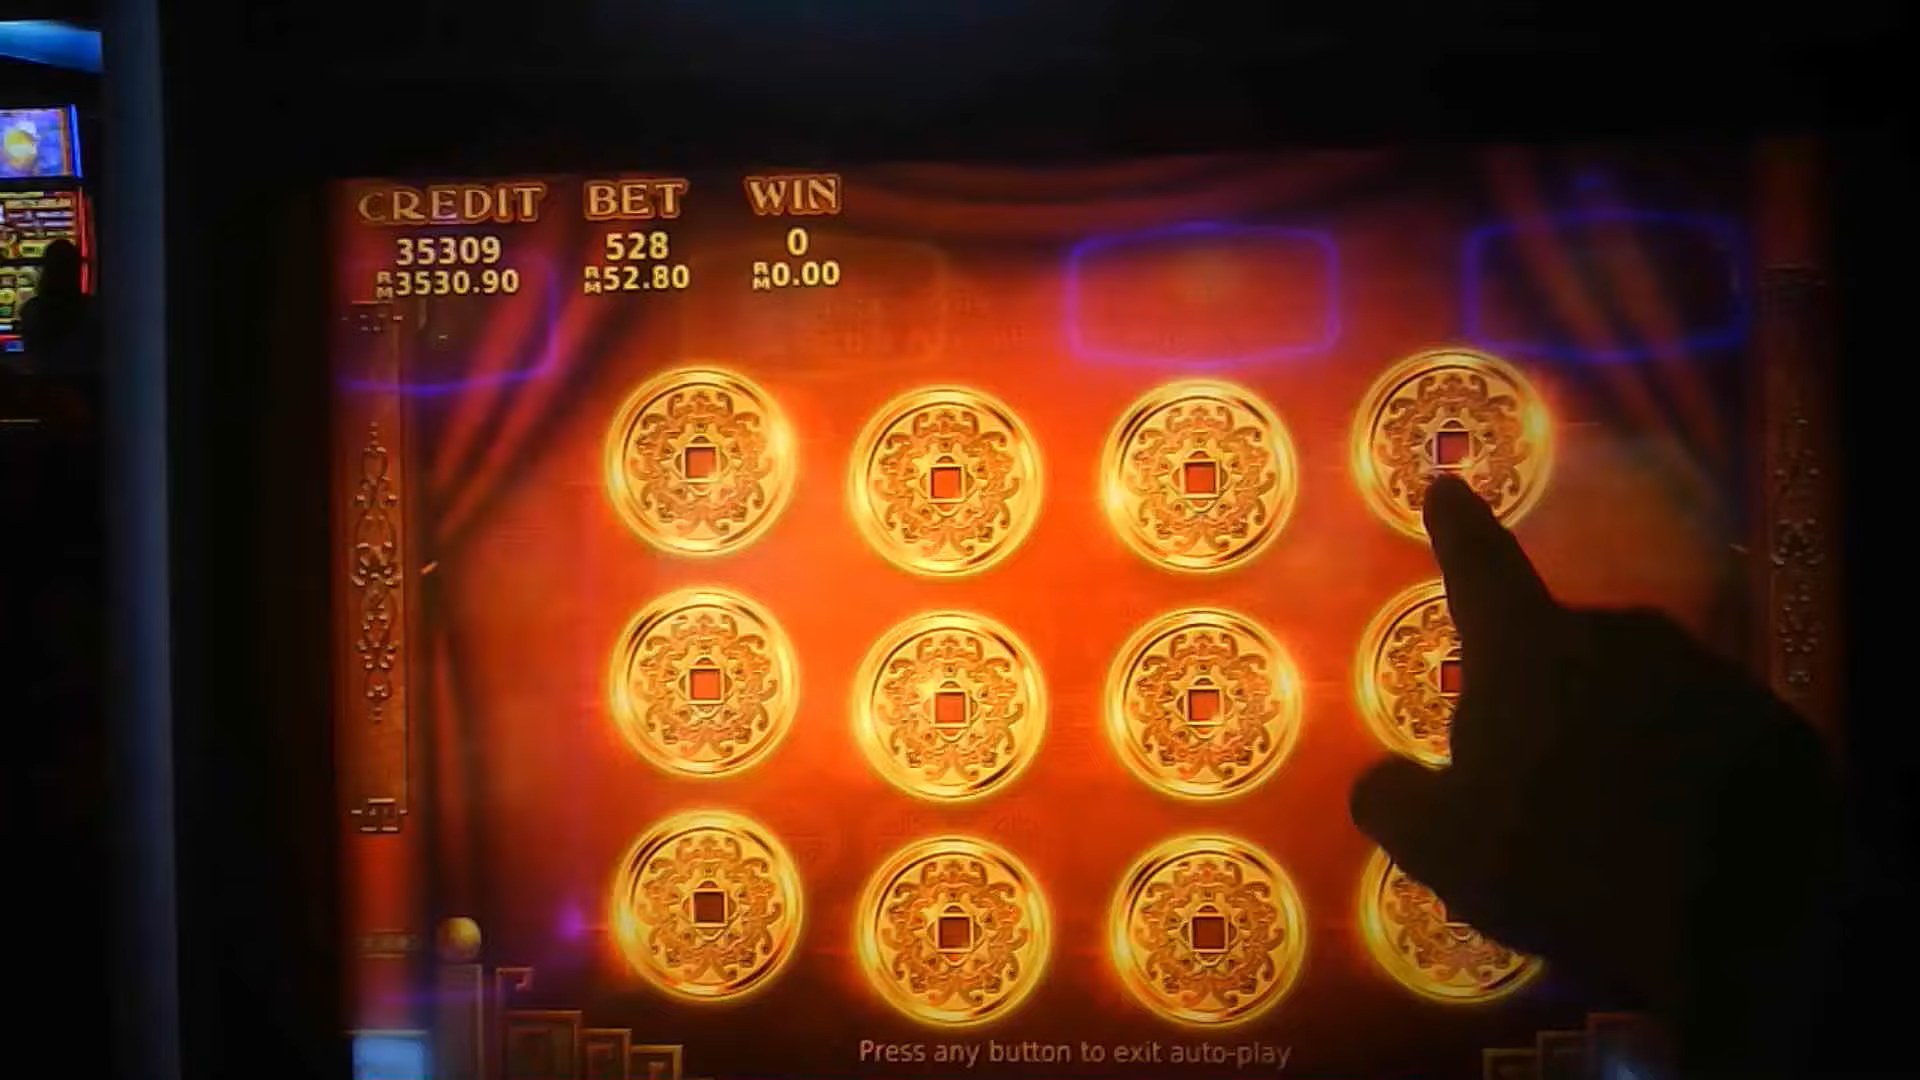 CREDIT BET WIN
35309 528 0
RM3530.90 RM52.80 RM0.00
Press any button to exit auto-play